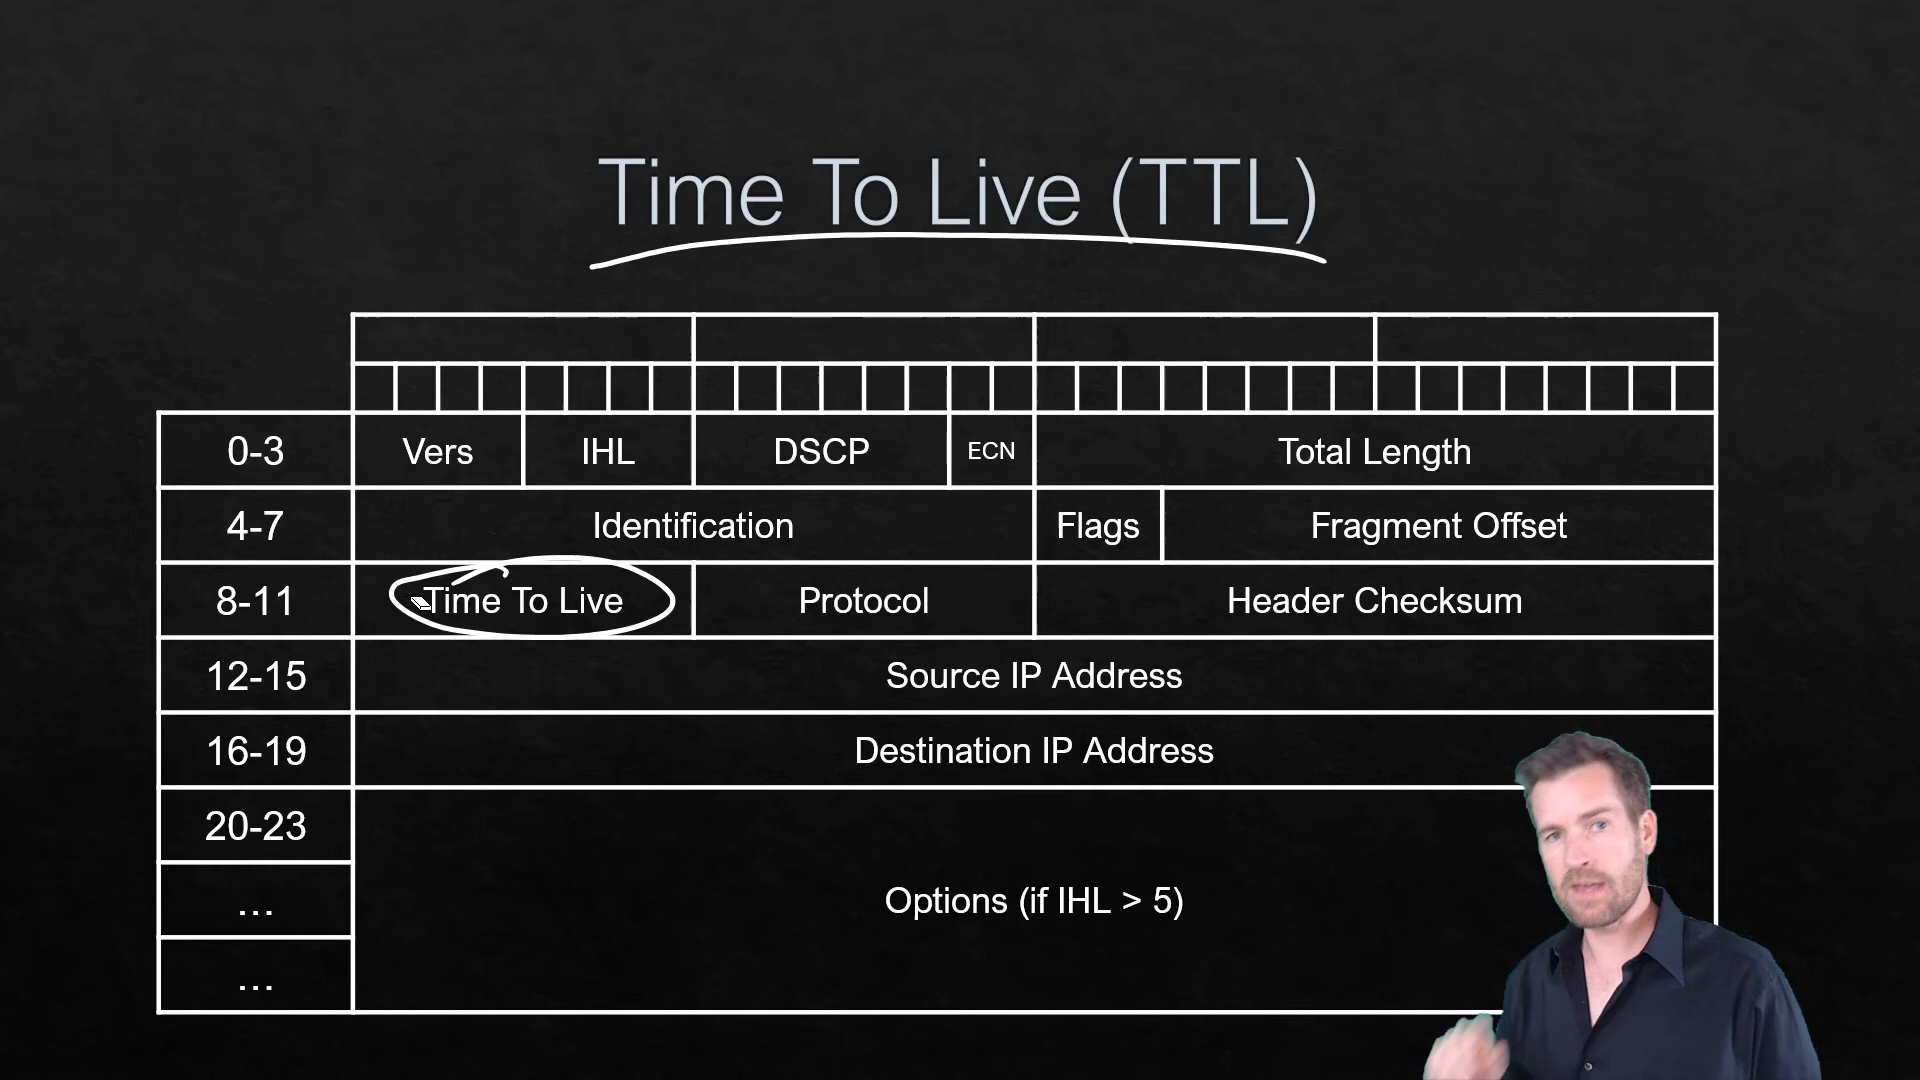 Time To Live (TTL)
0-3 Vers IHL DSCP ECN Total Length
4-7 Identification Flags Fragment Offset
8-11 Time To Live Protocol Header Checksum
12-15 Source IP Address
16-19 Destination IP Address
20-23
... Options (if IHL > 5)
...